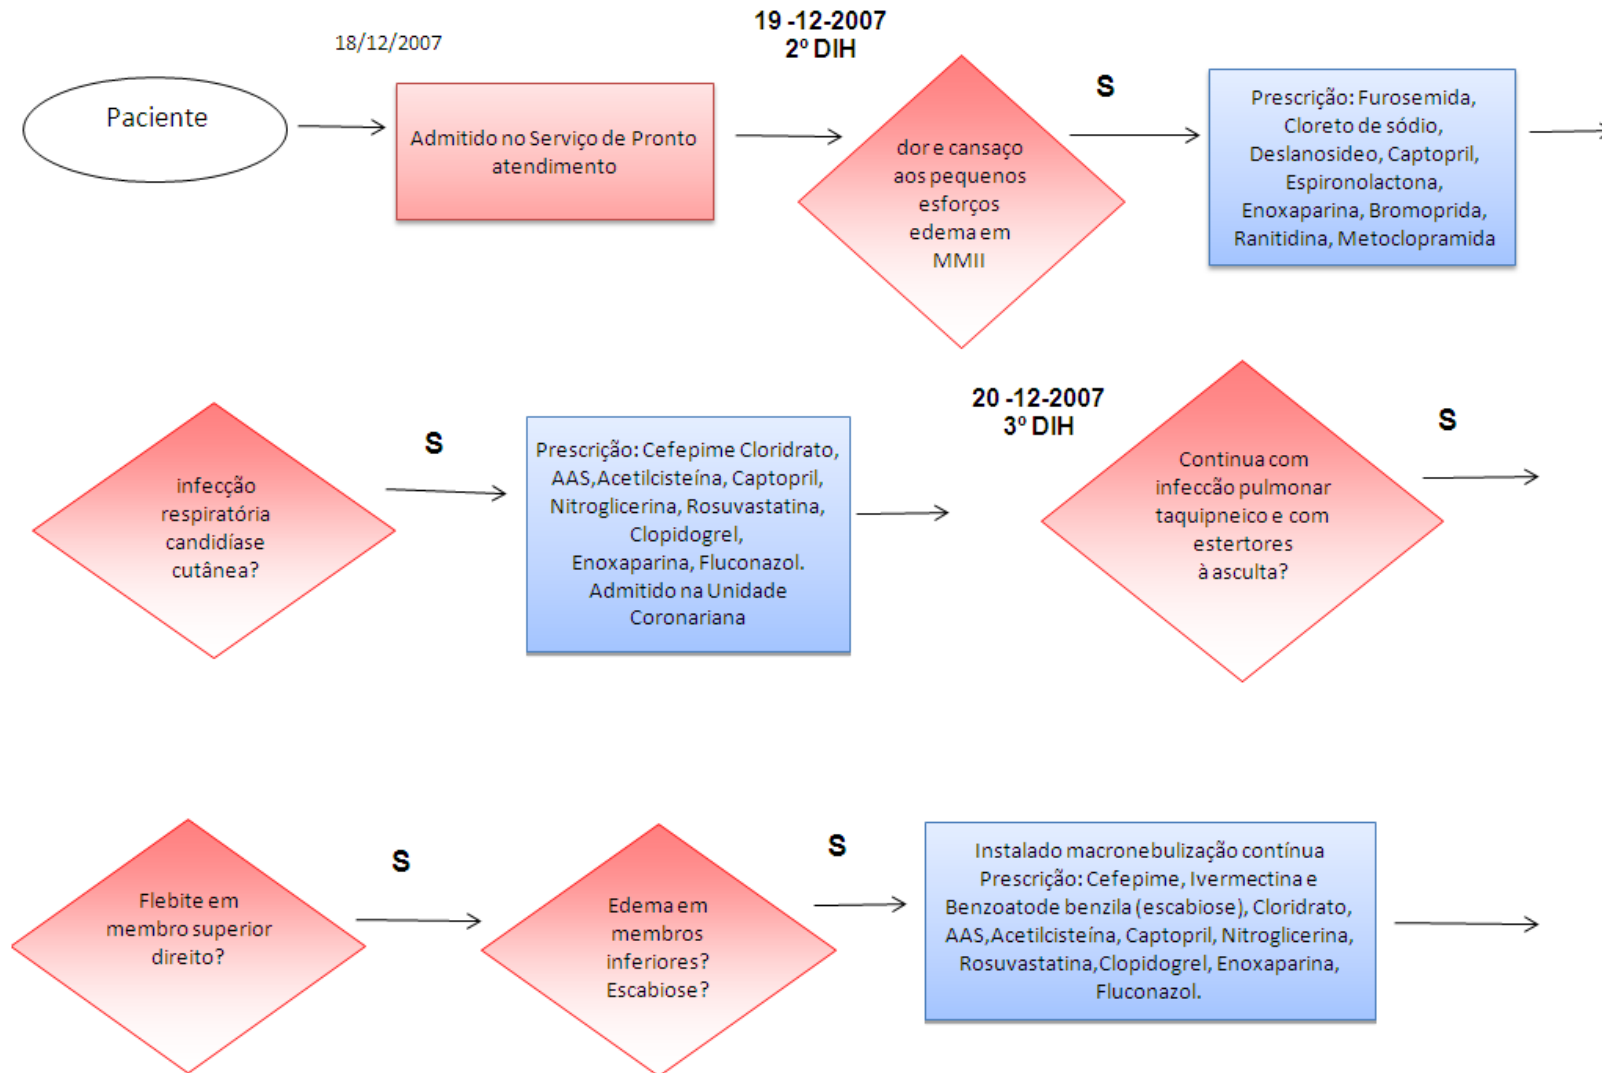 18/12/2007
19 -12-2007
2º DIH
Paciente
Admitido no Serviço de Pronto
atendimento
dor e cansaço
aos pequenos
esforços
edema em
MMII
S
Prescrição: Furosemida,
Cloreto de sódio,
Deslanosideo, Captopril,
Espironolactona,
Enoxaparina, Bromoprida,
Ranitidina, Metoclopramida
infecção
respiratória
candidíase
cutânea?
S
Prescrição: Cefepime Cloridrato,
AAS,Acetilcisteína, Captopril,
Nitroglicerina, Rosuvastatina,
Clopidogrel,
Enoxaparina, Fluconazol.
Admitido na Unidade
Coronariana
20 -12-2007
3º DIH
Continua com
infeccão pulmonar
taquipneico e com
estertores
à asculta?
S
Flebite em
membro superior
direito?
S
Edema em
membros
inferiores?
Escabiose?
S
Instalado macronebulização contínua
Prescrição: Cefepime, Ivermectina e
Benzoatode benzila (escabiose), Cloridrato,
AAS,Acetilcisteína, Captopril, Nitroglicerina,
Rosuvastatina,Clopidogrel, Enoxaparina,
Fluconazol.